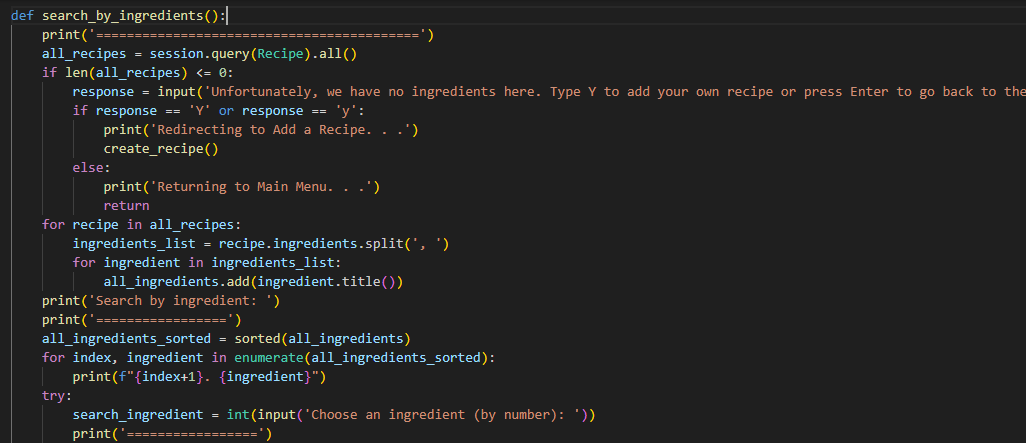 def search_by_ingredients():
    print('==========================================')
    all_recipes = session.query(Recipe).all()
    if len(all_recipes) <= 0:
        response = input('Unfortunately, we have no ingredients here. Type Y to add your own recipe or press Enter to go back to the
        if response == 'Y' or response == 'y':
            print('Redirecting to Add a Recipe. . .')
            create_recipe()
        else:
            print('Returning to Main Menu. . .')
            return
    for recipe in all_recipes:
        ingredients_list = recipe.ingredients.split(', ')
        for ingredient in ingredients_list:
            all_ingredients.add(ingredient.title())
    print('Search by ingredient: ')
    print('=================')
    all_ingredients_sorted = sorted(all_ingredients)
    for index, ingredient in enumerate(all_ingredients_sorted):
        print(f"{index+1}. {ingredient}")
    try:
        search_ingredient = int(input('Choose an ingredient (by number): '))
        print('=================')